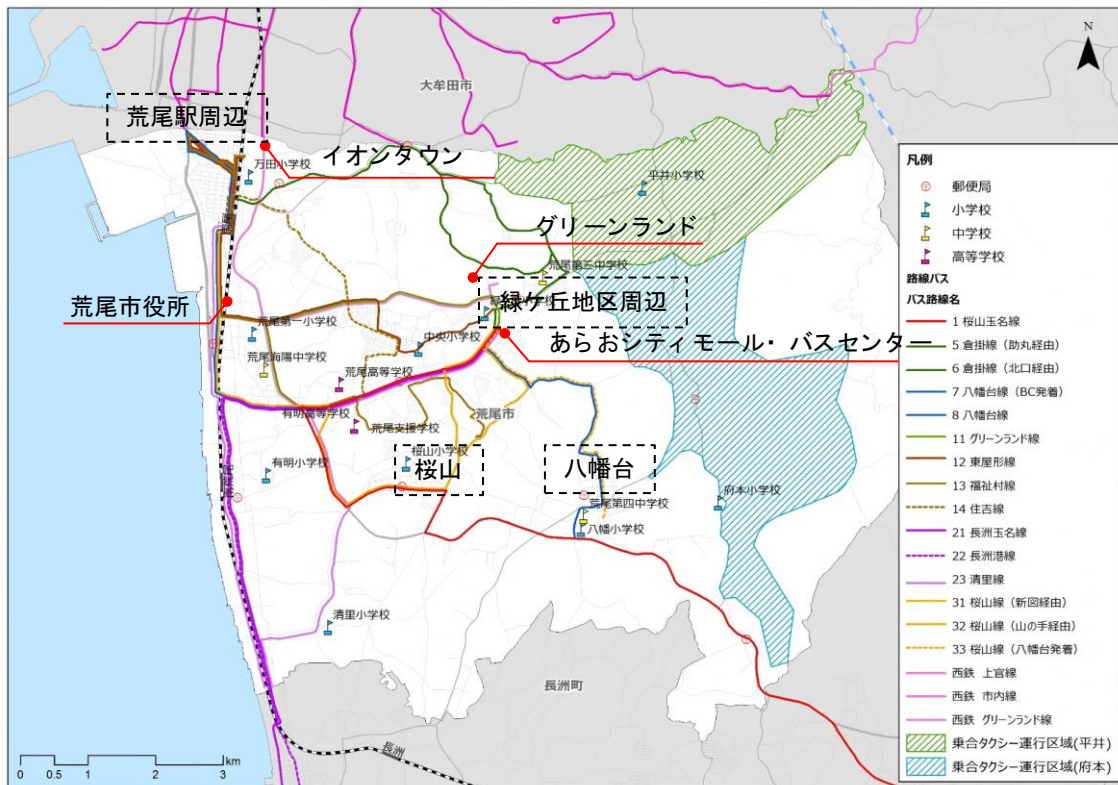 大牟田市
荒尾駅周辺
イオンタウン
万田小学校
平井小学校
グリーンランド
荒尾第三中学校
緑ケ丘地区周辺
荒尾市役所
荒尾第一小学校
中央小学校
あらおシティモール・バスセンター
荒尾海陽中学校
荒尾高等学校
有明高等学校
荒尾支援学校
荒尾市
桜山小学校
有明小学校
桜山
八幡台
荒尾第四中学校
府本小学校
八幡小学校
清里小学校
長洲町
長洲
0 0.5 1 2 3 km
N
凡例
郵便局
小学校
中学校
高等学校
路線バス
バス路線名
1 桜山玉名線
5 倉掛線（助丸経由）
6 倉掛線（北口経由）
7 八幡台線（BC発着）
8 八幡台線
11 グリーンランド線
12 東屋形線
13 福祉村線
14 住吉線
21 長洲玉名線
22 長洲港線
23 清里線
31 桜山線（新図経由）
32 桜山線（山の手経由）
33 桜山線（八幡台発着）
西鉄 上官線
西鉄 市内線
西鉄 グリーンランド線
乗合タクシー運行区域(平井)
乗合タクシー運行区域(府本)